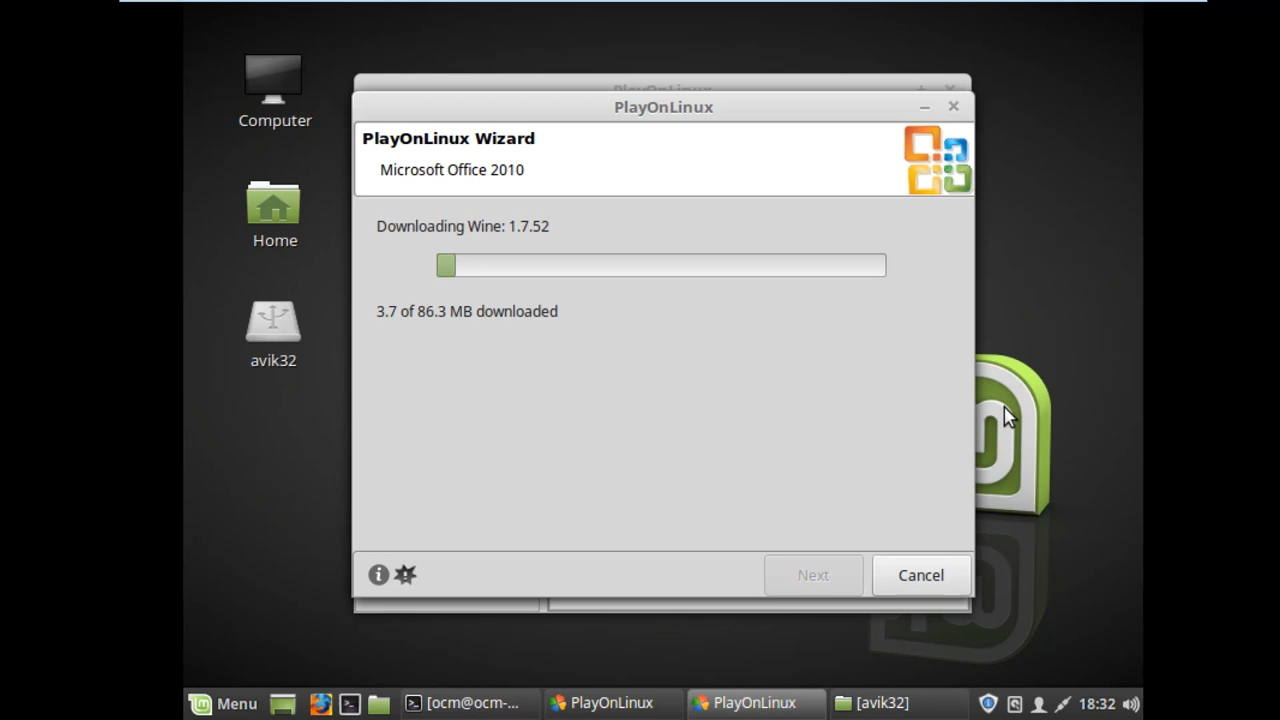 Computer
Home
avik32
PlayOnLinux
PlayOnLinux
PlayOnLinux Wizard
Microsoft Office 2010
Downloading Wine: 1.7.52
3.7 of 86.3 MB downloaded
Next
Cancel
Menu
[ocm@ocm-...
PlayOnLinux
PlayOnLinux
[avik32]
18:32